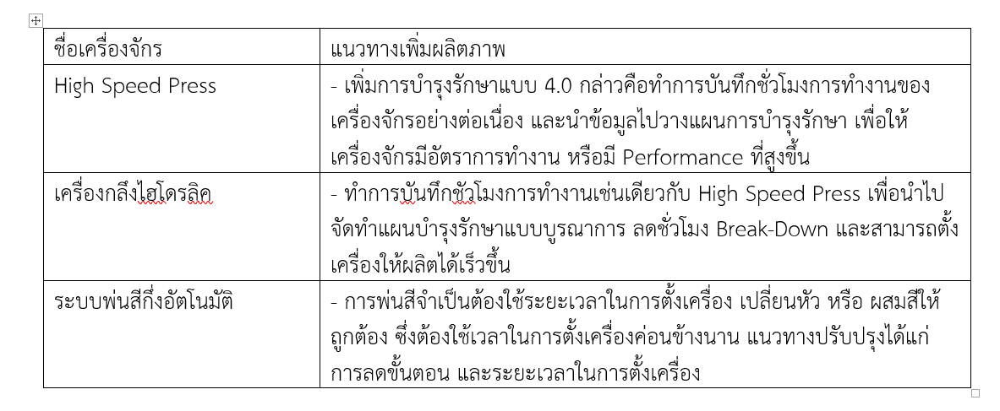 ชื่อเครื่องจักร
แนวทางเพิ่มผลิตภาพ
High Speed Press
- เพิ่มการบำรุงรักษาแบบ 4.0 กล่าวคือทำการบันทึกชั่วโมงการทำงานของ
เครื่องจักรอย่างต่อเนื่อง และนำข้อมูลไปวางแผนการบำรุงรักษา เพื่อให้
เครื่องจักรมีอัตราการทำงาน หรือมี Performance ที่สูงขึ้น
เครื่องกลึงไฮโดรลิค
- ทำการบันทึกชัวโมงการทำงานเช่นเดียวกับ High Speed Press เพื่อนำไป
จัดทำแผนบำรุงรักษาแบบบูรณาการ ลดชั่วโมง Break-Down และสามารถตั้ง
เครื่องให้ผลิตได้เร็วขึ้น
ระบบพ่นสีกึ่งอัตโนมัติ
- การพ่นสีจำเป็นต้องใช้ระยะเวลาในการตั้งเครื่อง เปลี่ยนหัว หรือ ผสมสีให้
ถูกต้อง ซึ่งต้องใช้เวลาในการตั้งเครื่องค่อนข้างนาน แนวทางปรับปรุงได้แก่
การลดขั้นตอน และระยะเวลาในการตั้งเครื่อง